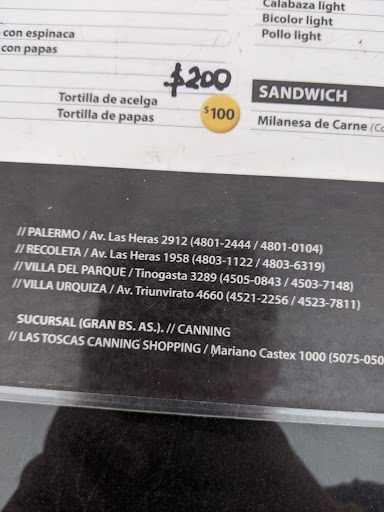 Calabaza light
Bicolor light
Pollo light
con espinaca
con papas
$200
Tortilla de acelga
Tortilla de papas
$100
SANDWICH
Milanesa de Carne
// PALERMO / Av. Las Heras 2912 (4801-2444 / 4801-0104)
// RECOLETA / Av. Las Heras 1958 (4803-1122 / 4803-6319)
// VILLA DEL PARQUE / Tinogasta 3289 (4505-0843 / 4503-7148)
// VILLA URQUIZA / Av. Triunvirato 4660 (4521-2256 / 4523-7811)
SUCURSAL (GRAN BS. AS.). // CANNING
// LAS TOSCAS CANNING SHOPPING / Mariano Castex 1000 (5075-050